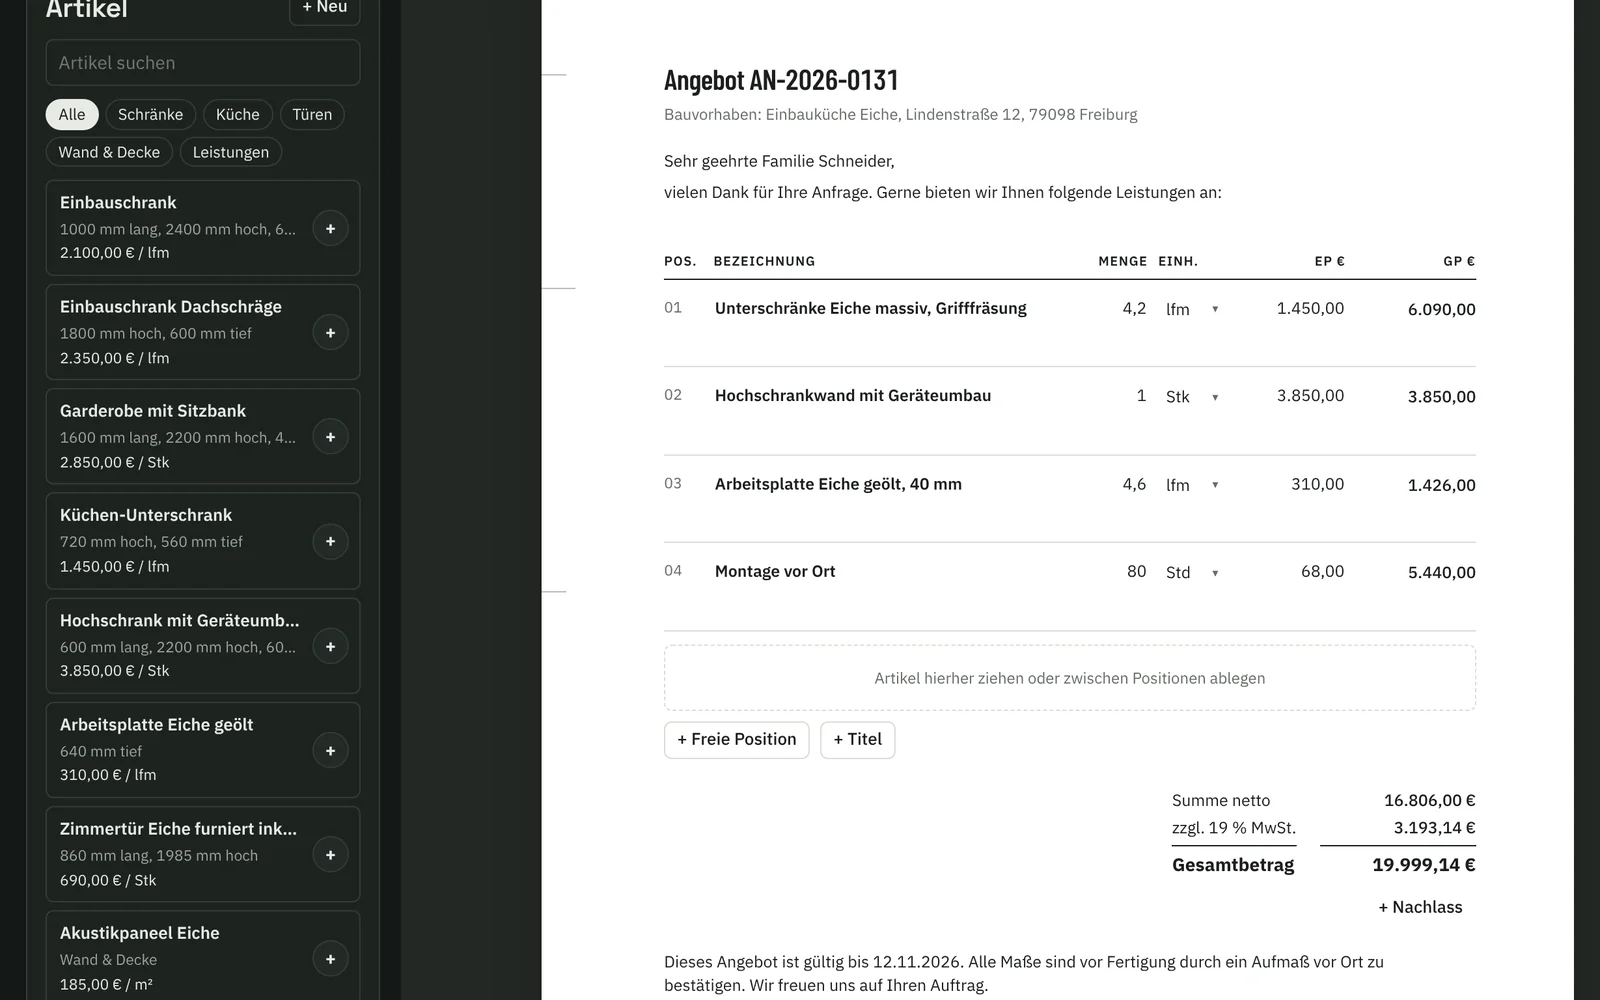 Artikel
+ Neu
Artikel suchen
Alle
Schränke
Küche
Türen
Wand & Decke
Leistungen
Einbauschrank
1000 mm lang, 2400 mm hoch, 6...
2.100,00 € / lfm
+
Einbauschrank Dachschräge
1800 mm hoch, 600 mm tief
2.350,00 € / lfm
+
Garderobe mit Sitzbank
1600 mm lang, 2200 mm hoch, 4...
2.850,00 € / Stk
+
Küchen-Unterschrank
720 mm hoch, 560 mm tief
1.450,00 € / lfm
+
Hochschrank mit Geräteumb...
600 mm lang, 2200 mm hoch, 60...
3.850,00 € / Stk
+
Arbeitsplatte Eiche geölt
640 mm tief
310,00 € / lfm
+
Zimmertür Eiche furniert ink...
860 mm lang, 1985 mm hoch
690,00 € / Stk
+
Akustikpaneel Eiche
Wand & Decke
185,00 € / m²
+
Angebot AN-2026-0131
Bauvorhaben: Einbauküche Eiche, Lindenstraße 12, 79098 Freiburg
Sehr geehrte Familie Schneider,
vielen Dank für Ihre Anfrage. Gerne bieten wir Ihnen folgende Leistungen an:
POS. BEZEICHNUNG MENGE EINH. EP € GP €
01 Unterschränke Eiche massiv, Grifffräsung 4,2 lfm ▾ 1.450,00 6.090,00
02 Hochschrankwand mit Geräteumbau 1 Stk ▾ 3.850,00 3.850,00
03 Arbeitsplatte Eiche geölt, 40 mm 4,6 lfm ▾ 310,00 1.426,00
04 Montage vor Ort 80 Std ▾ 68,00 5.440,00
Artikel hierher ziehen oder zwischen Positionen ablegen
+ Freie Position
+ Titel
Summe netto 16.806,00 €
zzgl. 19 % MwSt. 3.193,14 €
Gesamtbetrag 19.999,14 €
+ Nachlass
Dieses Angebot ist gültig bis 12.11.2026. Alle Maße sind vor Fertigung durch ein Aufmaß vor Ort zu
bestätigen. Wir freuen uns auf Ihren Auftrag.